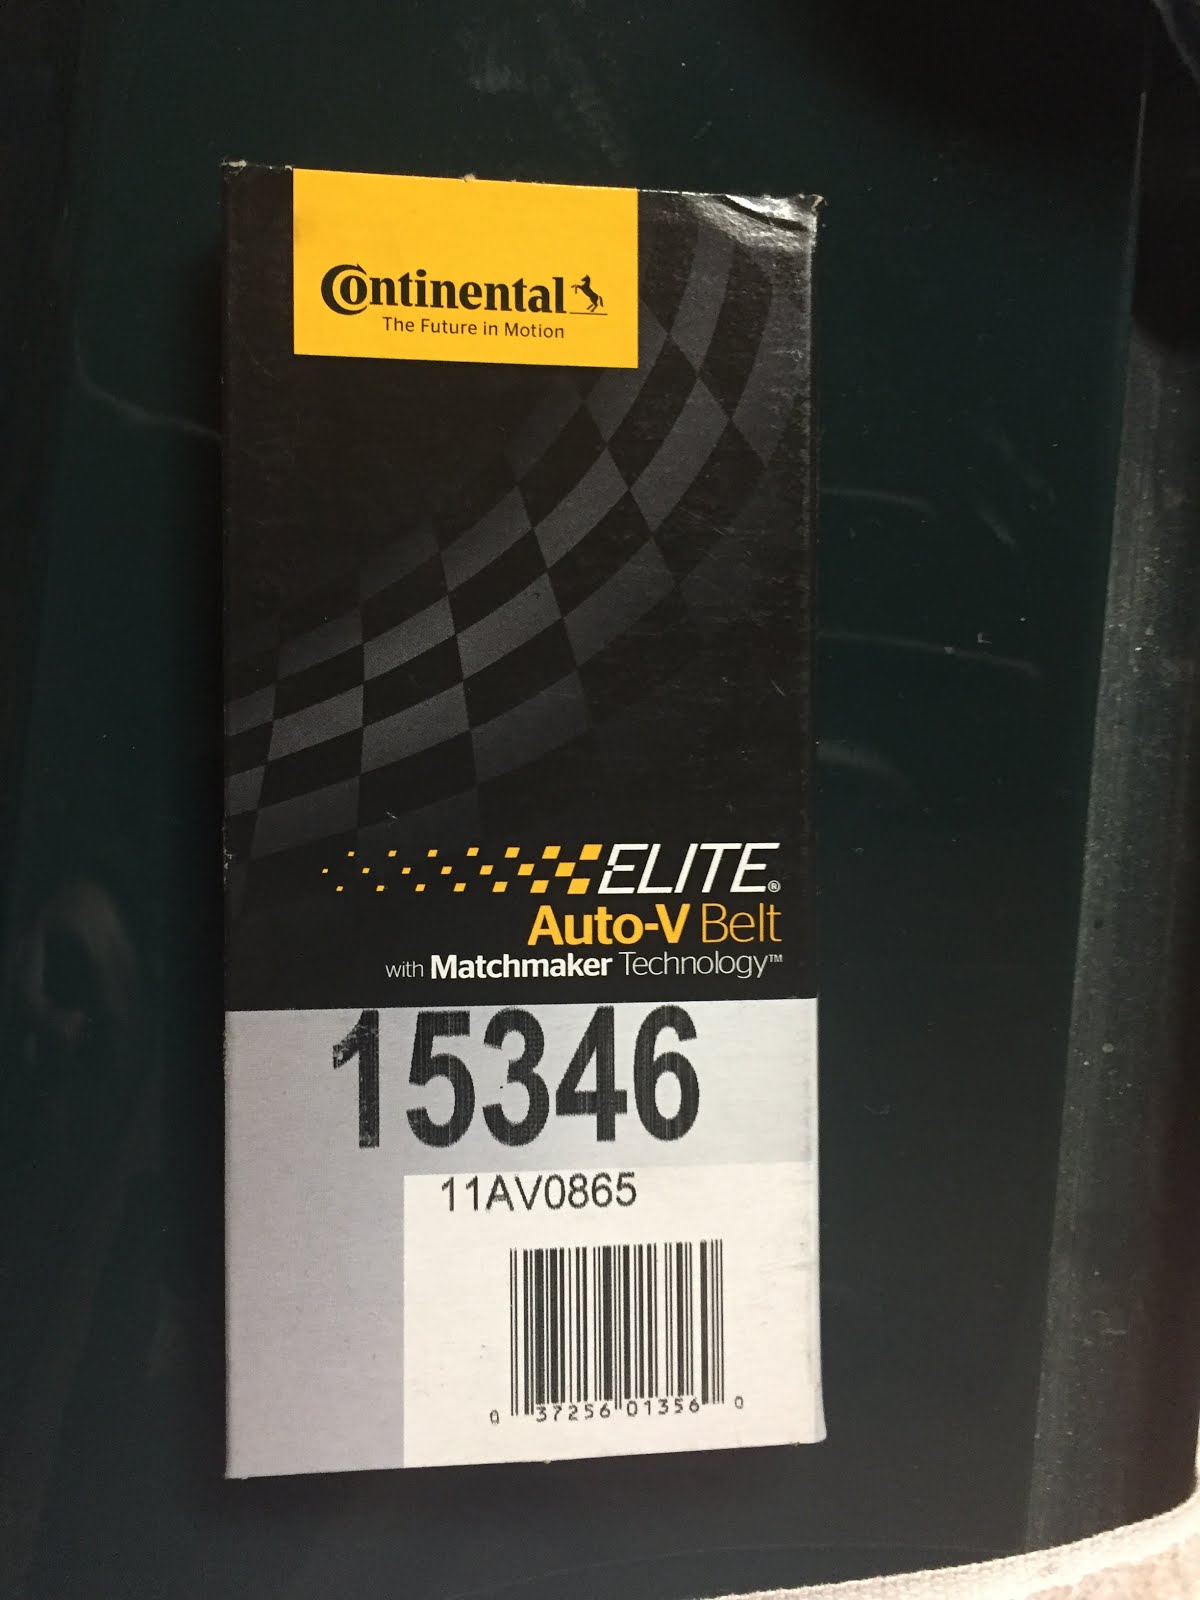 Continental
The Future in Motion
ELITE®
Auto-V Belt
with Matchmaker Technology™
15346
11AV0865
0 37256 01356 0